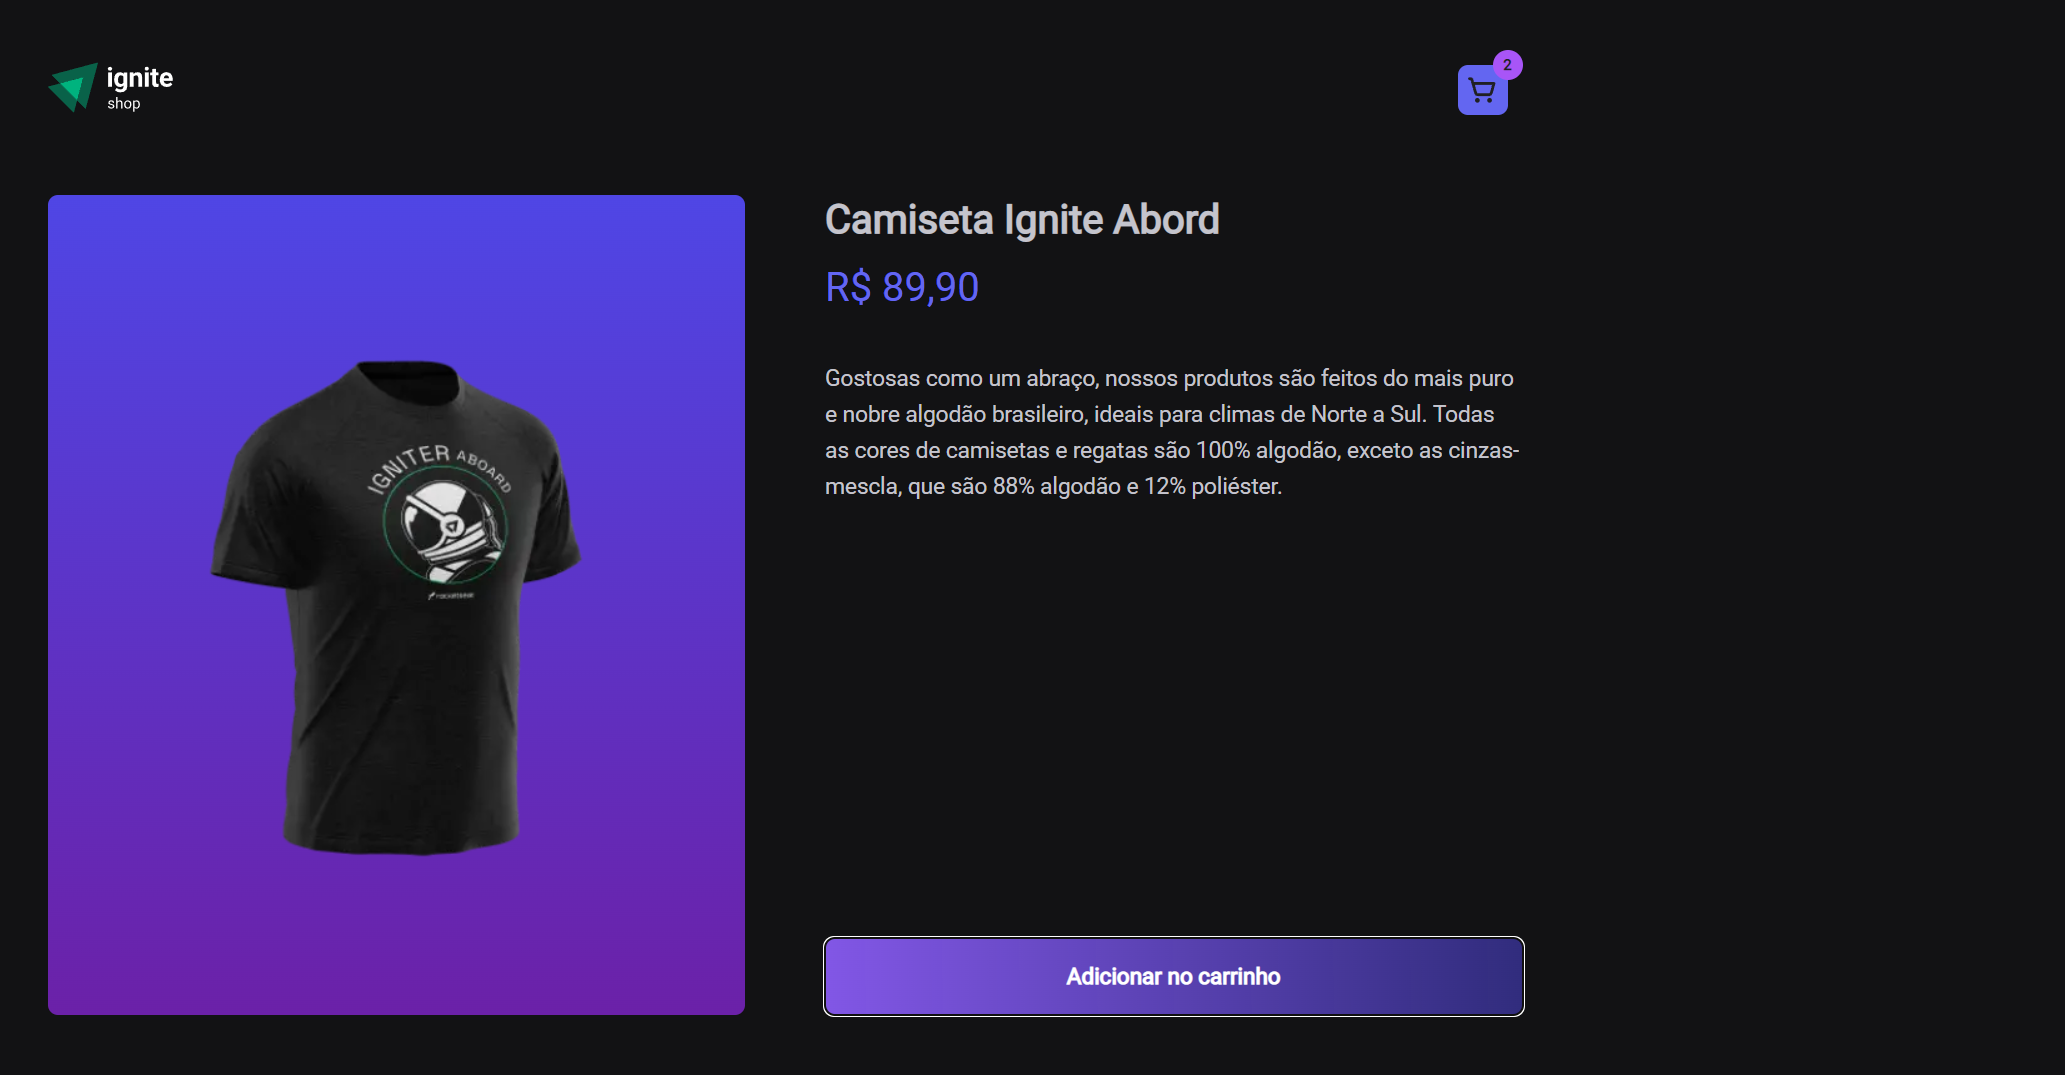 ignite
shop
2
Camiseta Ignite Abord
R$ 89,90
Gostosas como um abraço, nossos produtos são feitos do mais puro
e nobre algodão brasileiro, ideais para climas de Norte a Sul. Todas
as cores de camisetas e regatas são 100% algodão, exceto as cinzas-
mescla, que são 88% algodão e 12% poliéster.
IGNITER ABOARD
rocketseat
Adicionar no carrinho